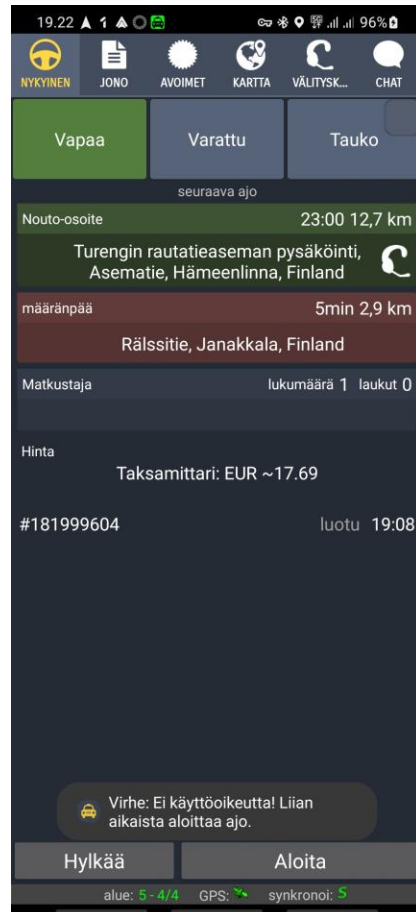 19.22 96%
NYKYINEN JONO AVOIMET KARTTA VÄLITYSK... CHAT
Vapaa Varattu Tauko
seuraava ajo
Nouto-osoite 23:00 12,7 km
Turengin rautatieaseman pysäköinti,
Asematie, Hämeenlinna,
Finland
määränpää 5min 2,9 km
Rälssitie, Janakkala, Finland
Matkustaja lukumäärä 1 laukut 0
Hinta
Taksamittari: EUR ~17.69
#181999604 luotu 19:08
Virhe: Ei käyttöoikeutta! Liian
aikaista aloittaa ajo.
Hylkää Aloita
alue: 5 - 4/4 GPS: synkronoi: S